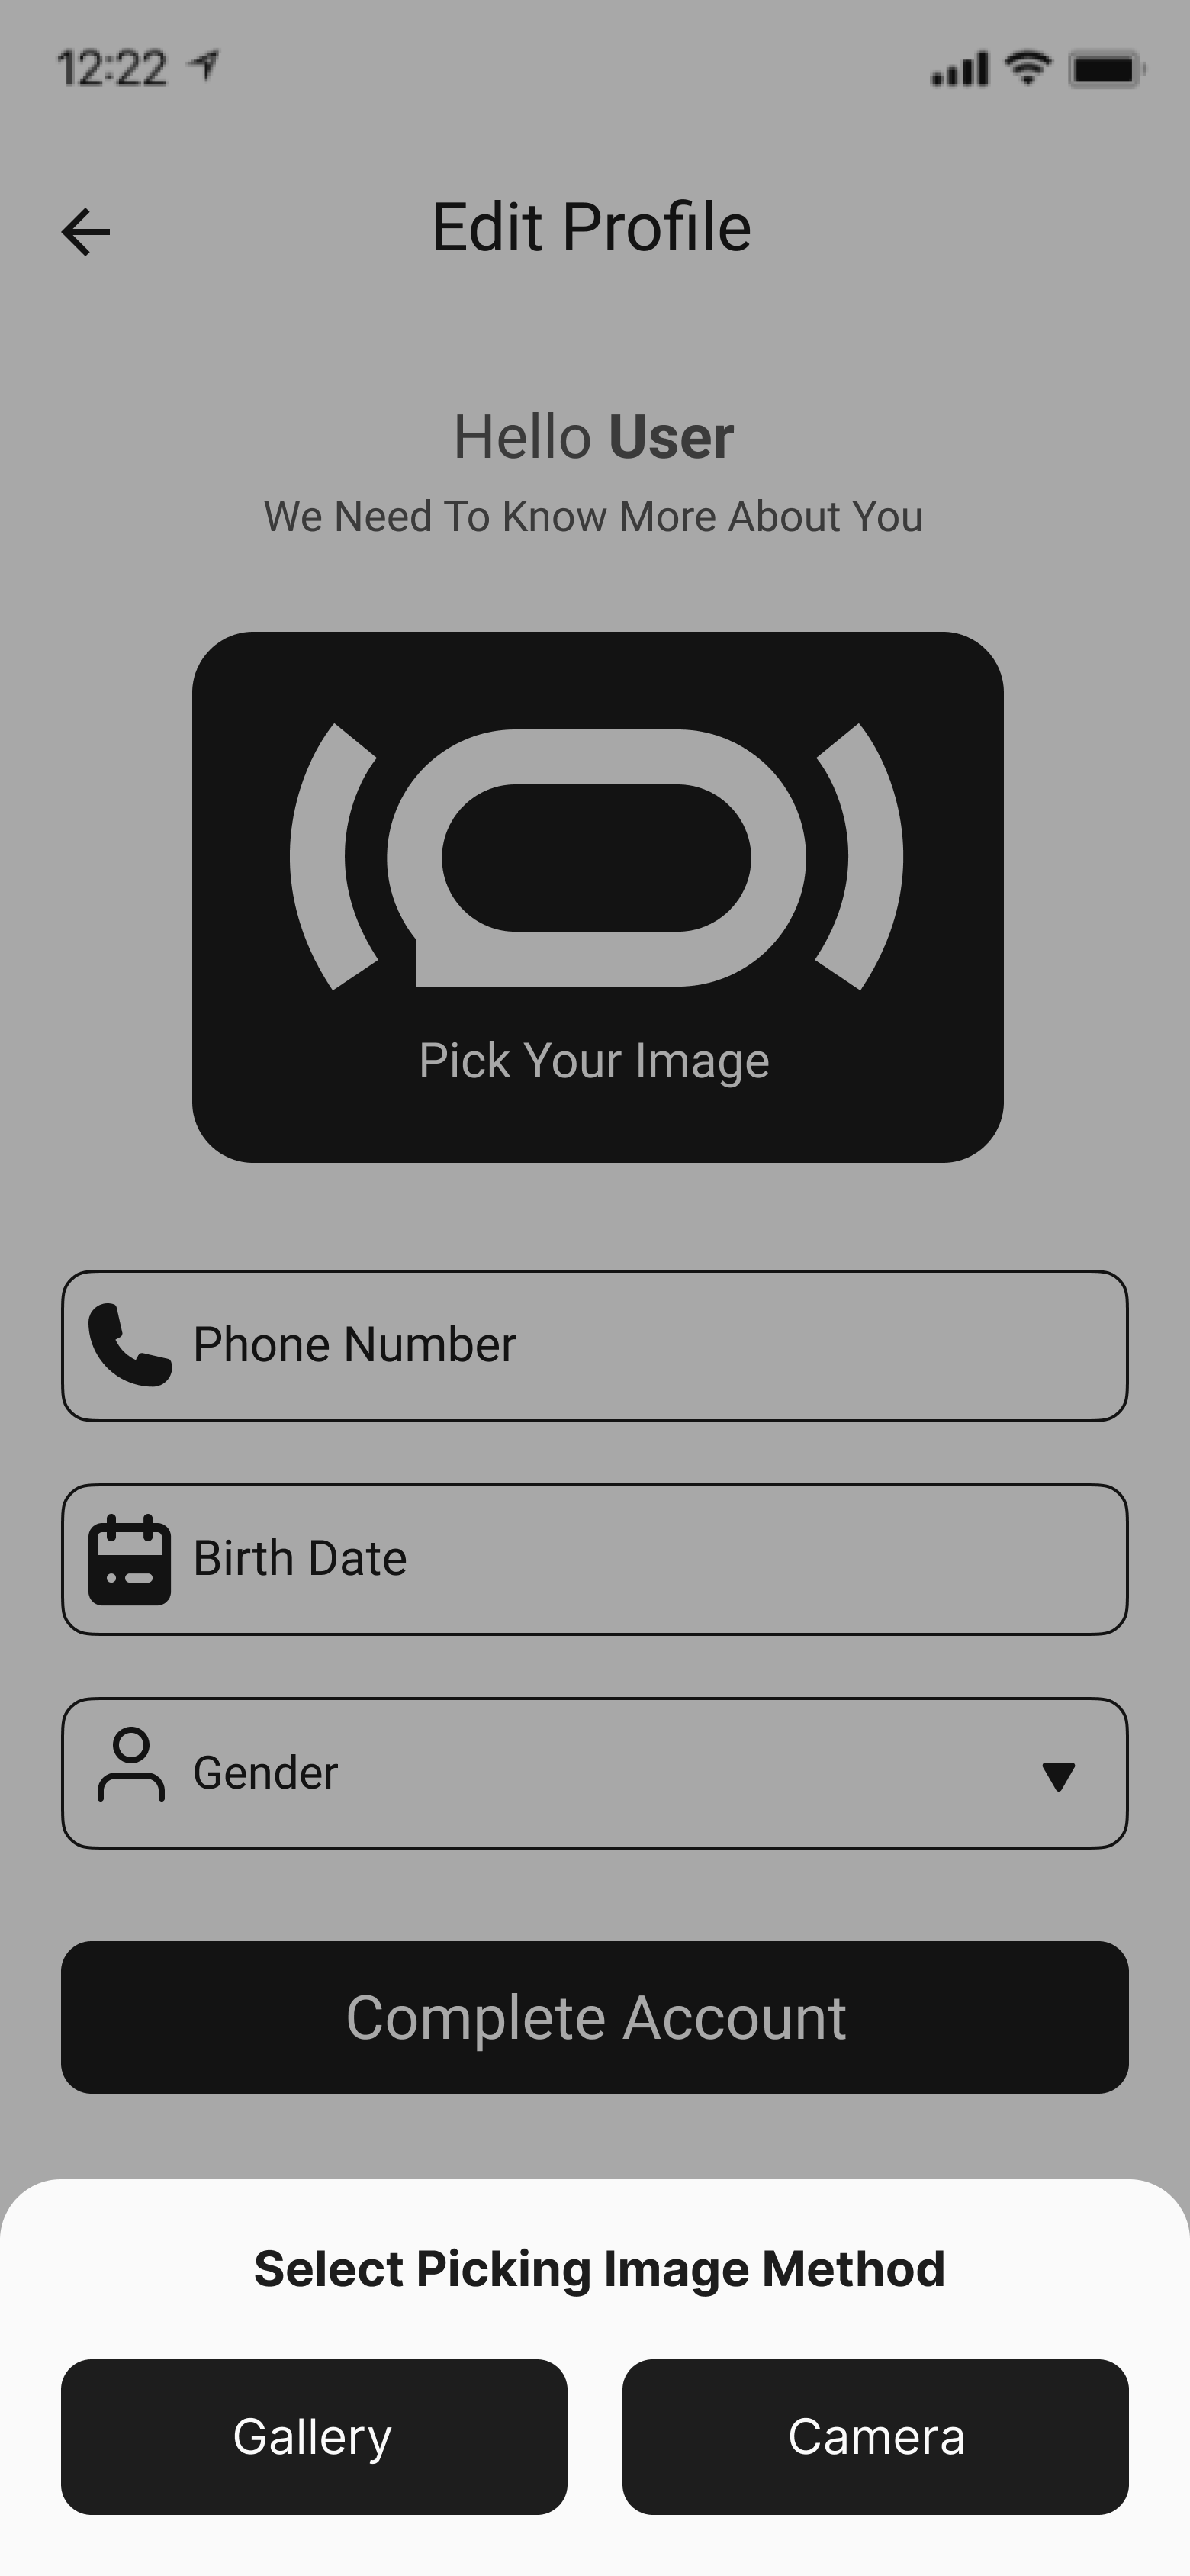 12:22
Edit Profile
Hello User
We Need To Know More About You
Pick Your Image
Phone Number
Birth Date
Gender
Complete Account
Select Picking Image Method
Gallery
Camera